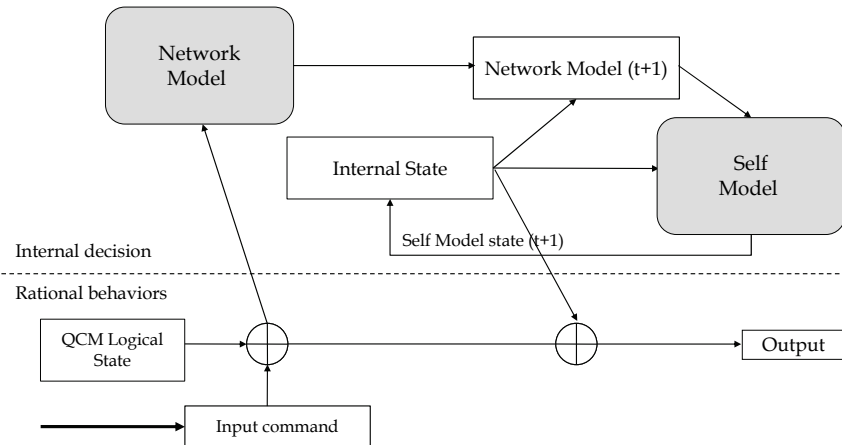 Network
Model
Network Model (t+1)
Internal State
Self
Model
Self Model state (t+1)
Internal decision
Rational behaviors
QCM Logical
State
Output
Input command